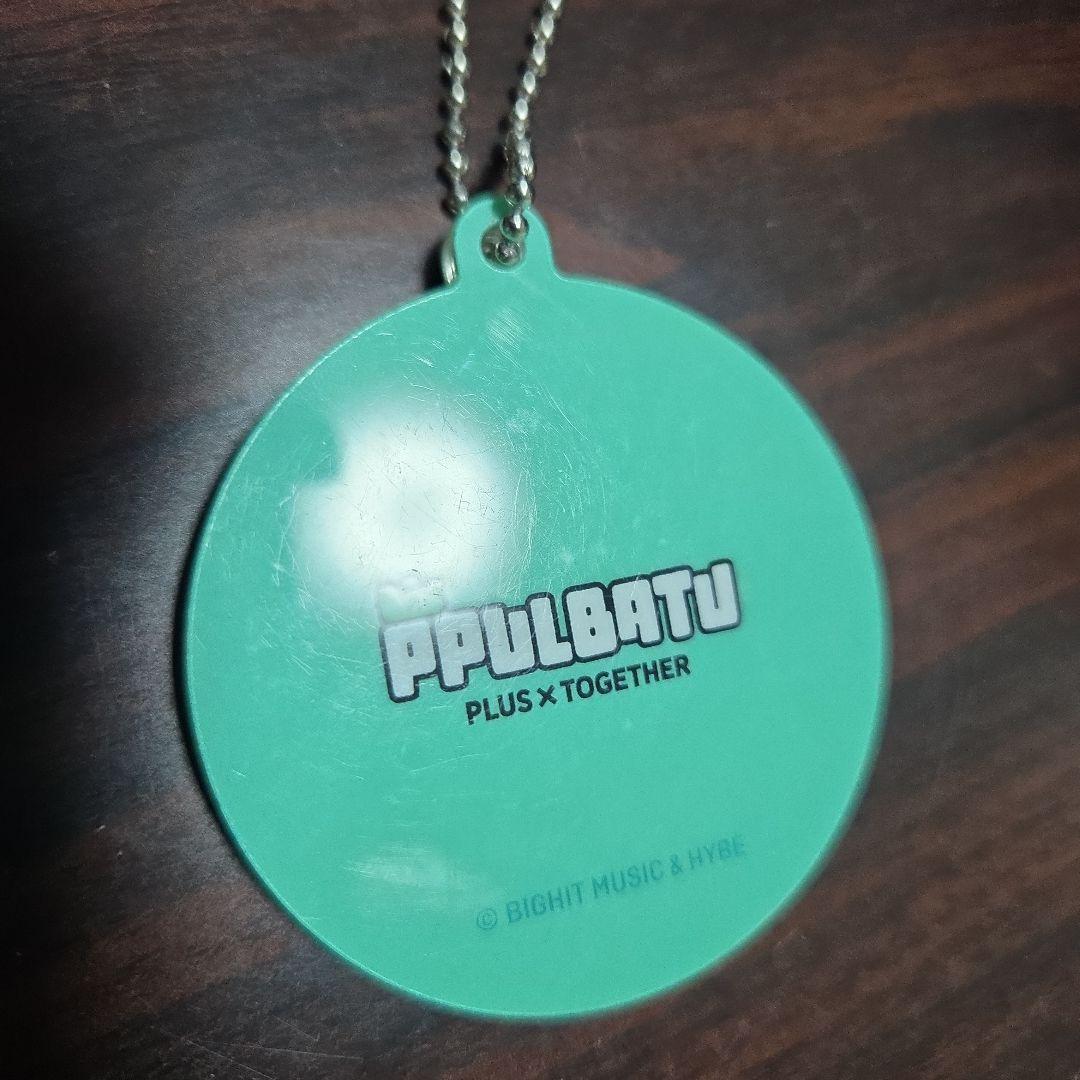 PPULBATU
PLUS × TOGETHER
© BIGHIT MUSIC & HYBE